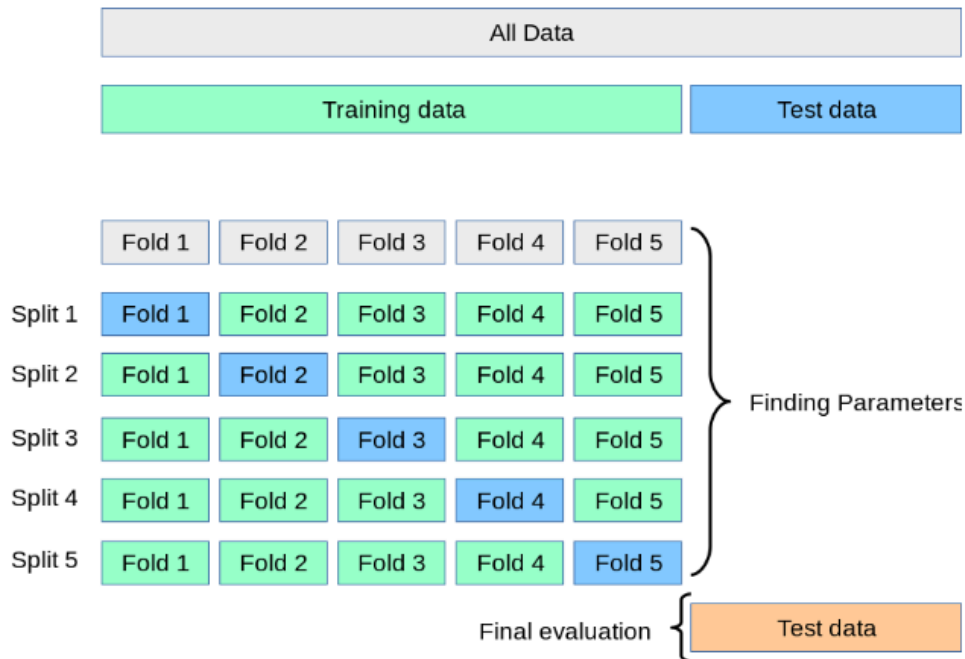 All Data
Training data Test data
Fold 1 Fold 2 Fold 3 Fold 4 Fold 5
Split 1 Fold 1 Fold 2 Fold 3 Fold 4 Fold 5
Split 2 Fold 1 Fold 2 Fold 3 Fold 4 Fold 5
Finding Parameters
Split 3 Fold 1 Fold 2 Fold 3 Fold 4 Fold 5
Split 4 Fold 1 Fold 2 Fold 3 Fold 4 Fold 5
Split 5 Fold 1 Fold 2 Fold 3 Fold 4 Fold 5
Final evaluation Test data